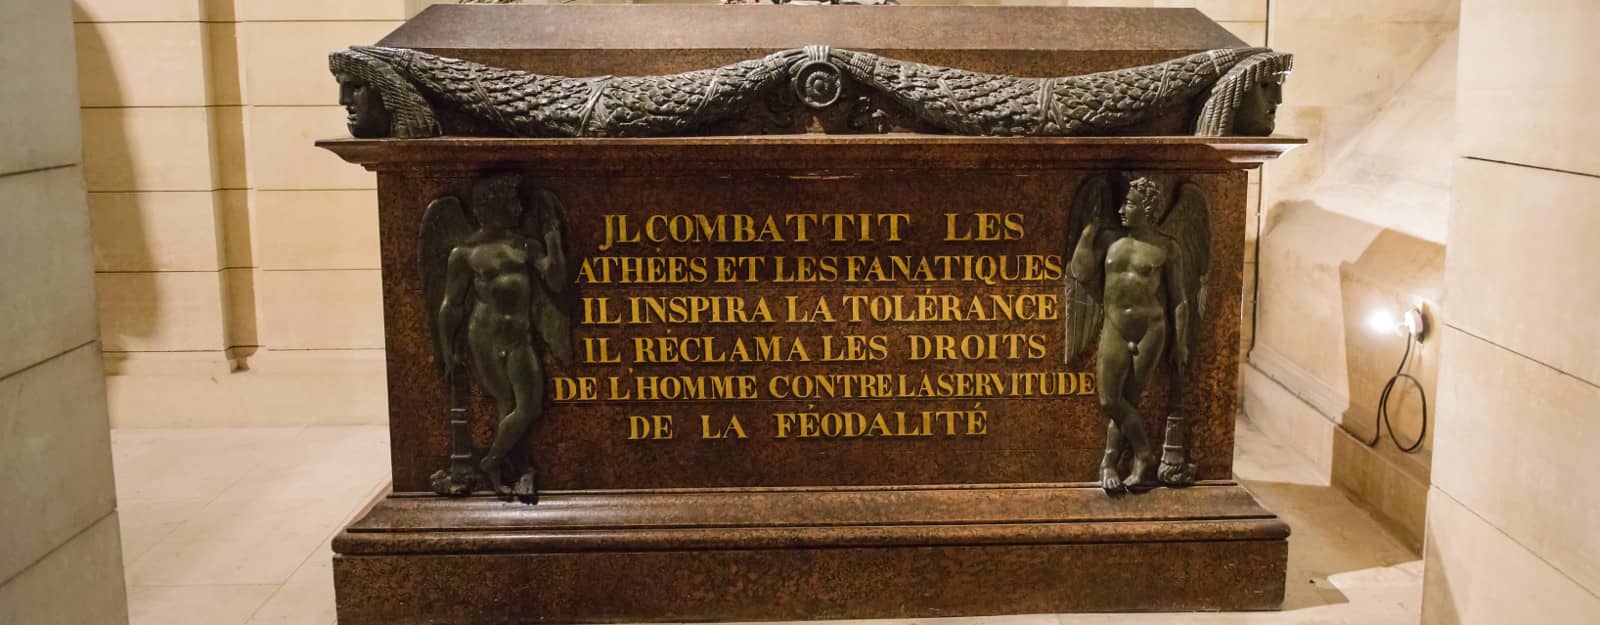 JL COMBATTIT LES
ATHÉES ET LES FANATIQUES
IL INSPIRA LA TOLÉRANCE
IL RÉCLAMA LES DROITS
DE L'HOMME CONTRE LA SERVITUDE
DE LA FÉODALITÉ